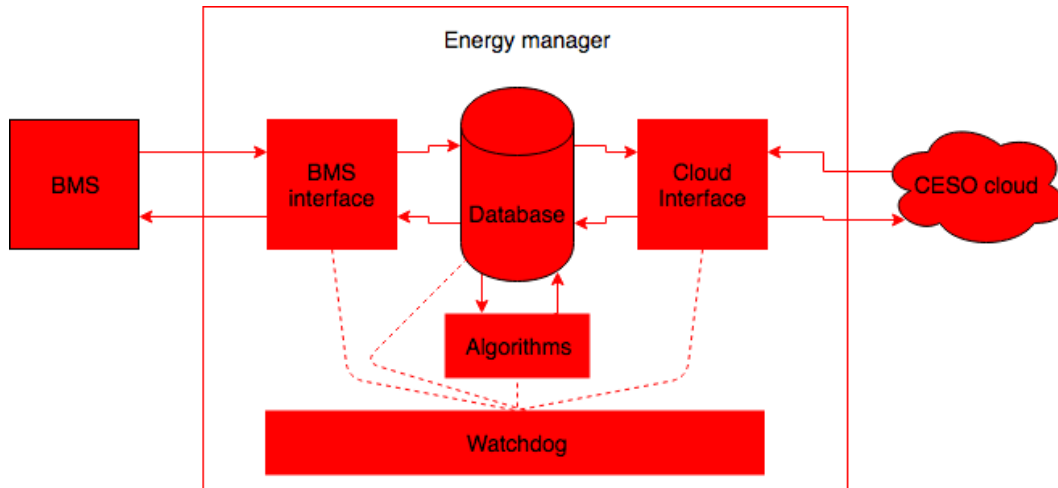 Energy manager
BMS
BMS
interface
Database
Cloud
Interface
CESO cloud
Algorithms
Watchdog